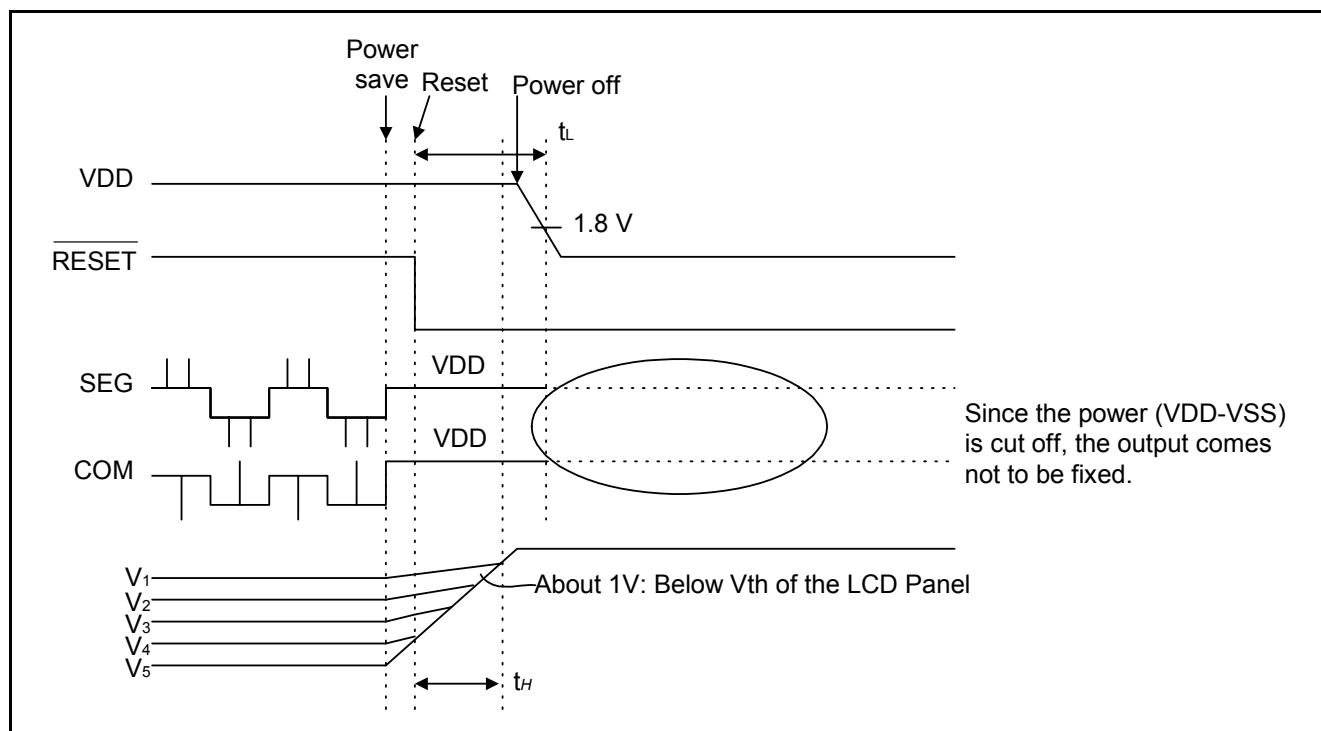 Power
save
Reset
Power off
tL
VDD
1.8 V
RESET
VDD
SEG
VDD
COM
Since the power (VDD-VSS)
is cut off, the output comes
not to be fixed.
V1
About 1V: Below Vth of the LCD Panel
V2
V3
V4
V5
tH